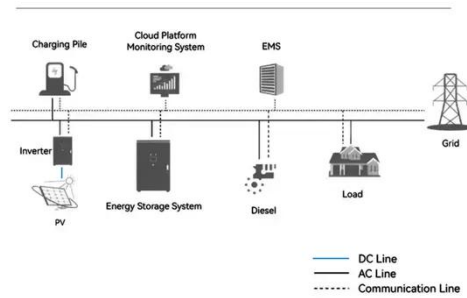 Charging Pile
Cloud Platform
Monitoring System
EMS
Grid
Inverter
PV
Energy Storage System
Diesel
Load
DC Line
AC Line
Communication Line